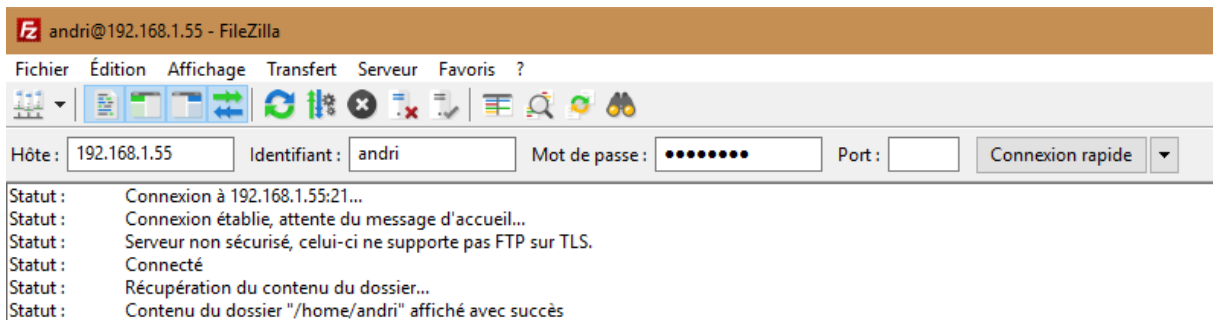 andri@192.168.1.55 - FileZilla
Fichier Édition Affichage Transfert Serveur Favoris ?
Hôte : 192.168.1.55 Identifiant : andri Mot de passe : ●●●●●●●● Port : Connexion rapide
Statut : Connexion à 192.168.1.55:21...
Statut : Connexion établie, attente du message d'accueil...
Statut : Serveur non sécurisé, celui-ci ne supporte pas FTP sur TLS.
Statut : Connecté
Statut : Récupération du contenu du dossier...
Statut : Contenu du dossier "/home/andri" affiché avec succès